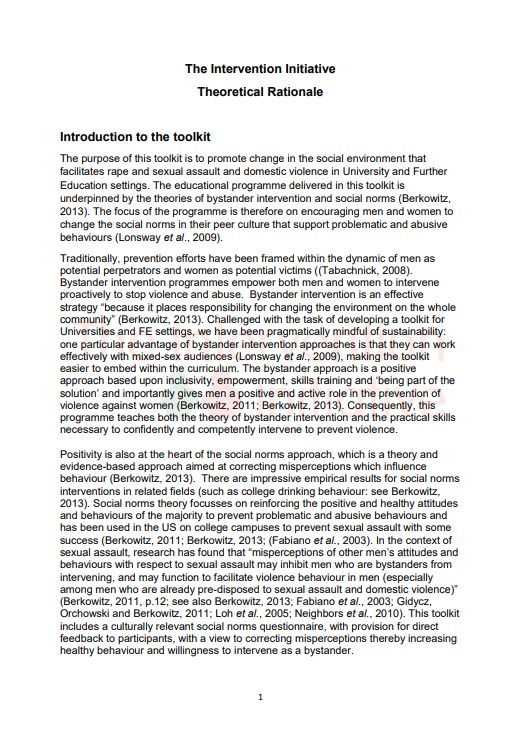 The Intervention Initiative
Theoretical Rationale
Introduction to the toolkit
The purpose of this toolkit is to promote change in the social environment that
facilitates rape and sexual assault and domestic violence in University and Further
Education settings. The educational programme delivered in this toolkit is
underpinned by the theories of bystander intervention and social norms (Berkowitz,
2013). The focus of the programme is therefore on encouraging men and women to
change the social norms in their peer culture that support problematic and abusive
behaviours (Lonsway et al., 2009).
Traditionally, prevention efforts have been framed within the dynamic of men as
potential perpetrators and women as potential victims ((Tabachnick, 2008).
Bystander intervention programmes empower both men and women to intervene
proactively to stop violence and abuse.  Bystander intervention is an effective
strategy “because it places responsibility for changing the environment on the whole
community” (Berkowitz, 2013). Challenged with the task of developing a toolkit for
Universities and FE settings, we have been pragmatically mindful of sustainability:
one particular advantage of bystander intervention approaches is that they can work
effectively with mixed-sex audiences (Lonsway et al., 2009), making the toolkit
easier to embed within the curriculum. The bystander approach is a positive
approach based upon inclusivity, empowerment, skills training and ‘being part of the
solution’ and importantly gives men a positive and active role in the prevention of
violence against women (Berkowitz, 2011; Berkowitz, 2013). Consequently, this
programme teaches both the theory of bystander intervention and the practical skills
necessary to confidently and competently intervene to prevent violence.
Positivity is also at the heart of the social norms approach, which is a theory and
evidence-based approach aimed at correcting misperceptions which influence
behaviour (Berkowitz, 2013).  There are impressive empirical results for social norms
interventions in related fields (such as college drinking behaviour: see Berkowitz,
2013). Social norms theory focusses on reinforcing the positive and healthy attitudes
and behaviours of the majority to prevent problematic and abusive behaviours and
has been used in the US on college campuses to prevent sexual assault with some
success (Berkowitz, 2011; Berkowitz, 2013; (Fabiano et al., 2003). In the context of
sexual assault, research has found that “misperceptions of other men’s attitudes and
behaviours with respect to sexual assault may inhibit men who are bystanders from
intervening, and may function to facilitate violence behaviour in men (especially
among men who are already pre-disposed to sexual assault and domestic violence)”
(Berkowitz, 2011, p.12; see also Berkowitz, 2013; Fabiano et al., 2003; Gidycz,
Orchowski and Berkowitz, 2011; Loh et al., 2005; Neighbors et al., 2010). This toolkit
includes a culturally relevant social norms questionnaire, with provision for direct
feedback to participants, with a view to correcting misperceptions thereby increasing
healthy behaviour and willingness to intervene as a bystander.
1